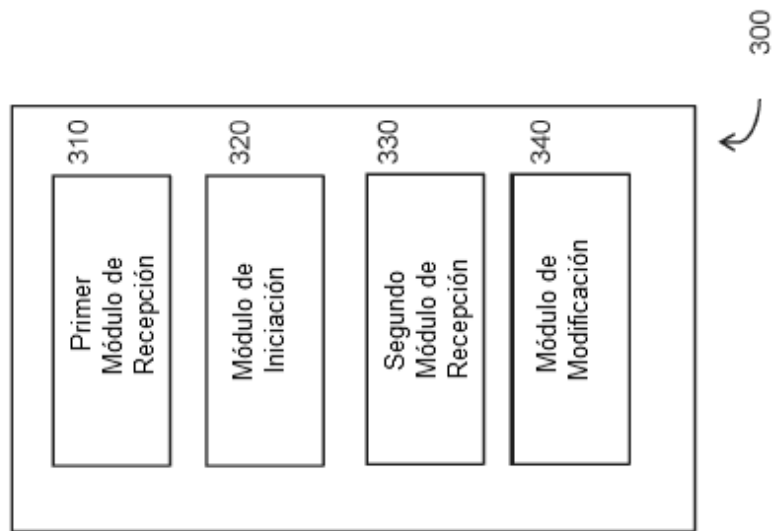 310
Primer
Módulo de
Recepción
320
Módulo de
Iniciación
330
Segundo
Módulo de
Recepción
340
Módulo de
Modificación
300